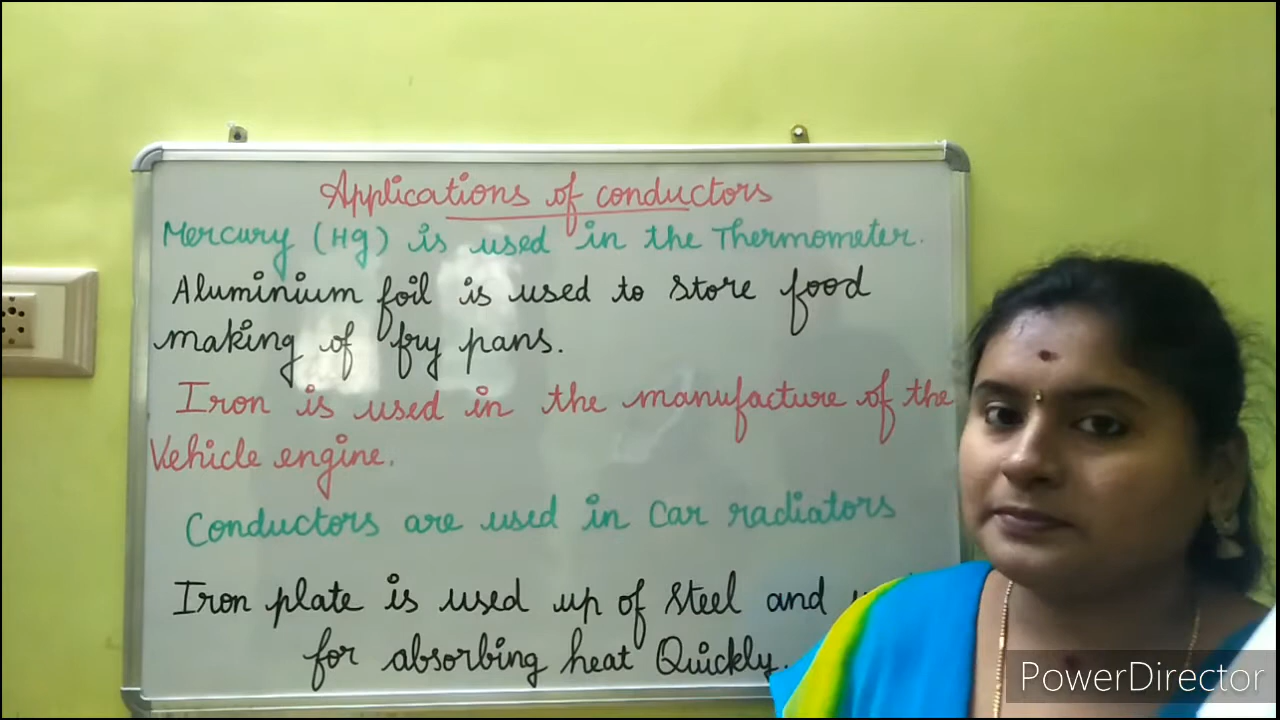 Applications of conductors
Mercury (Hg) is used in the Thermometer.
Aluminium foil is used to store food
making of fry pans.
Iron is used in the manufacture of the
Vehicle engine.
Conductors are used in Car radiators
Iron plate is used up of Steel and
for absorbing heat Quickly.
PowerDirector